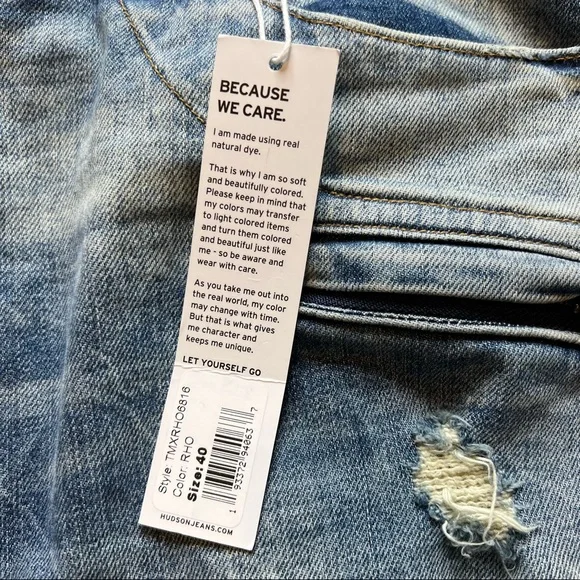 BECAUSE
WE CARE.
I am made using real
natural dye.
That is why I am so soft
and beautifully colored.
Please keep in mind that
my colors may transfer
to light colored items
and turn them colored
and beautiful just like
me - so be aware and
wear with care.
As you take me out into
the real world, my color
may change with time.
But that is what gives
me character and
keeps me unique.
LET YOURSELF GO
Style: TMXRHO6816
Color: RHO
Size: 40
1 93372 94063 7
HUDSONJEANS.COM